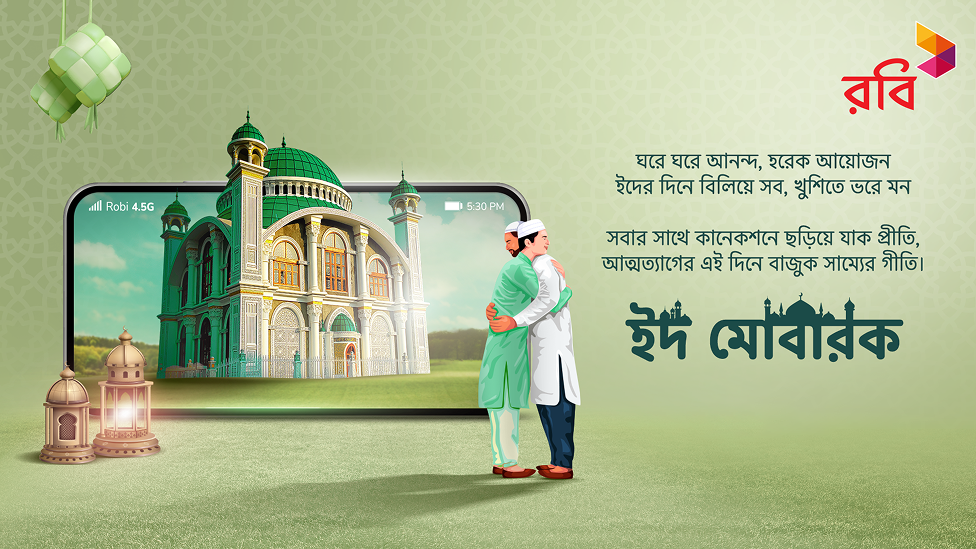 রবি
Robi 4.5G
5:30 PM
ঘরে ঘরে আনন্দ, হরেক আয়োজন
ইদের দিনে বিলিয়ে সব, খুশিতে ভরে মন
সবার সাথে কানেকশনে ছড়িয়ে যাক প্রীতি,
আত্মত্যাগের এই দিনে বাজুক সাম্যের গীতি।
ইদ মোবারক